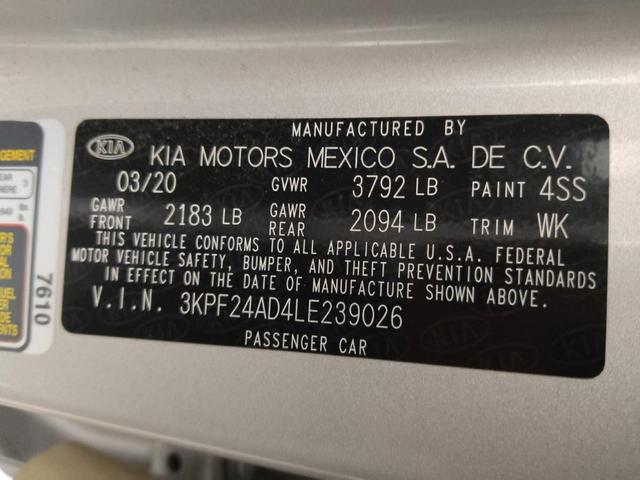 MANUFACTURED BY
KIA KIA MOTORS MEXICO S.A. DE C.V.
03/20 GVWR 3792 LB PAINT 4SS
GAWR FRONT 2183 LB GAWR REAR 2094 LB TRIM WK
THIS VEHICLE CONFORMS TO ALL APPLICABLE U.S.A. FEDERAL
MOTOR VEHICLE SAFETY, BUMPER, AND THEFT PREVENTION STANDARDS
IN EFFECT ON THE DATE OF MANUFACTURE SHOWN ABOVE.
V.I.N. 3KPF24AD4LE239026
PASSENGER CAR
7610